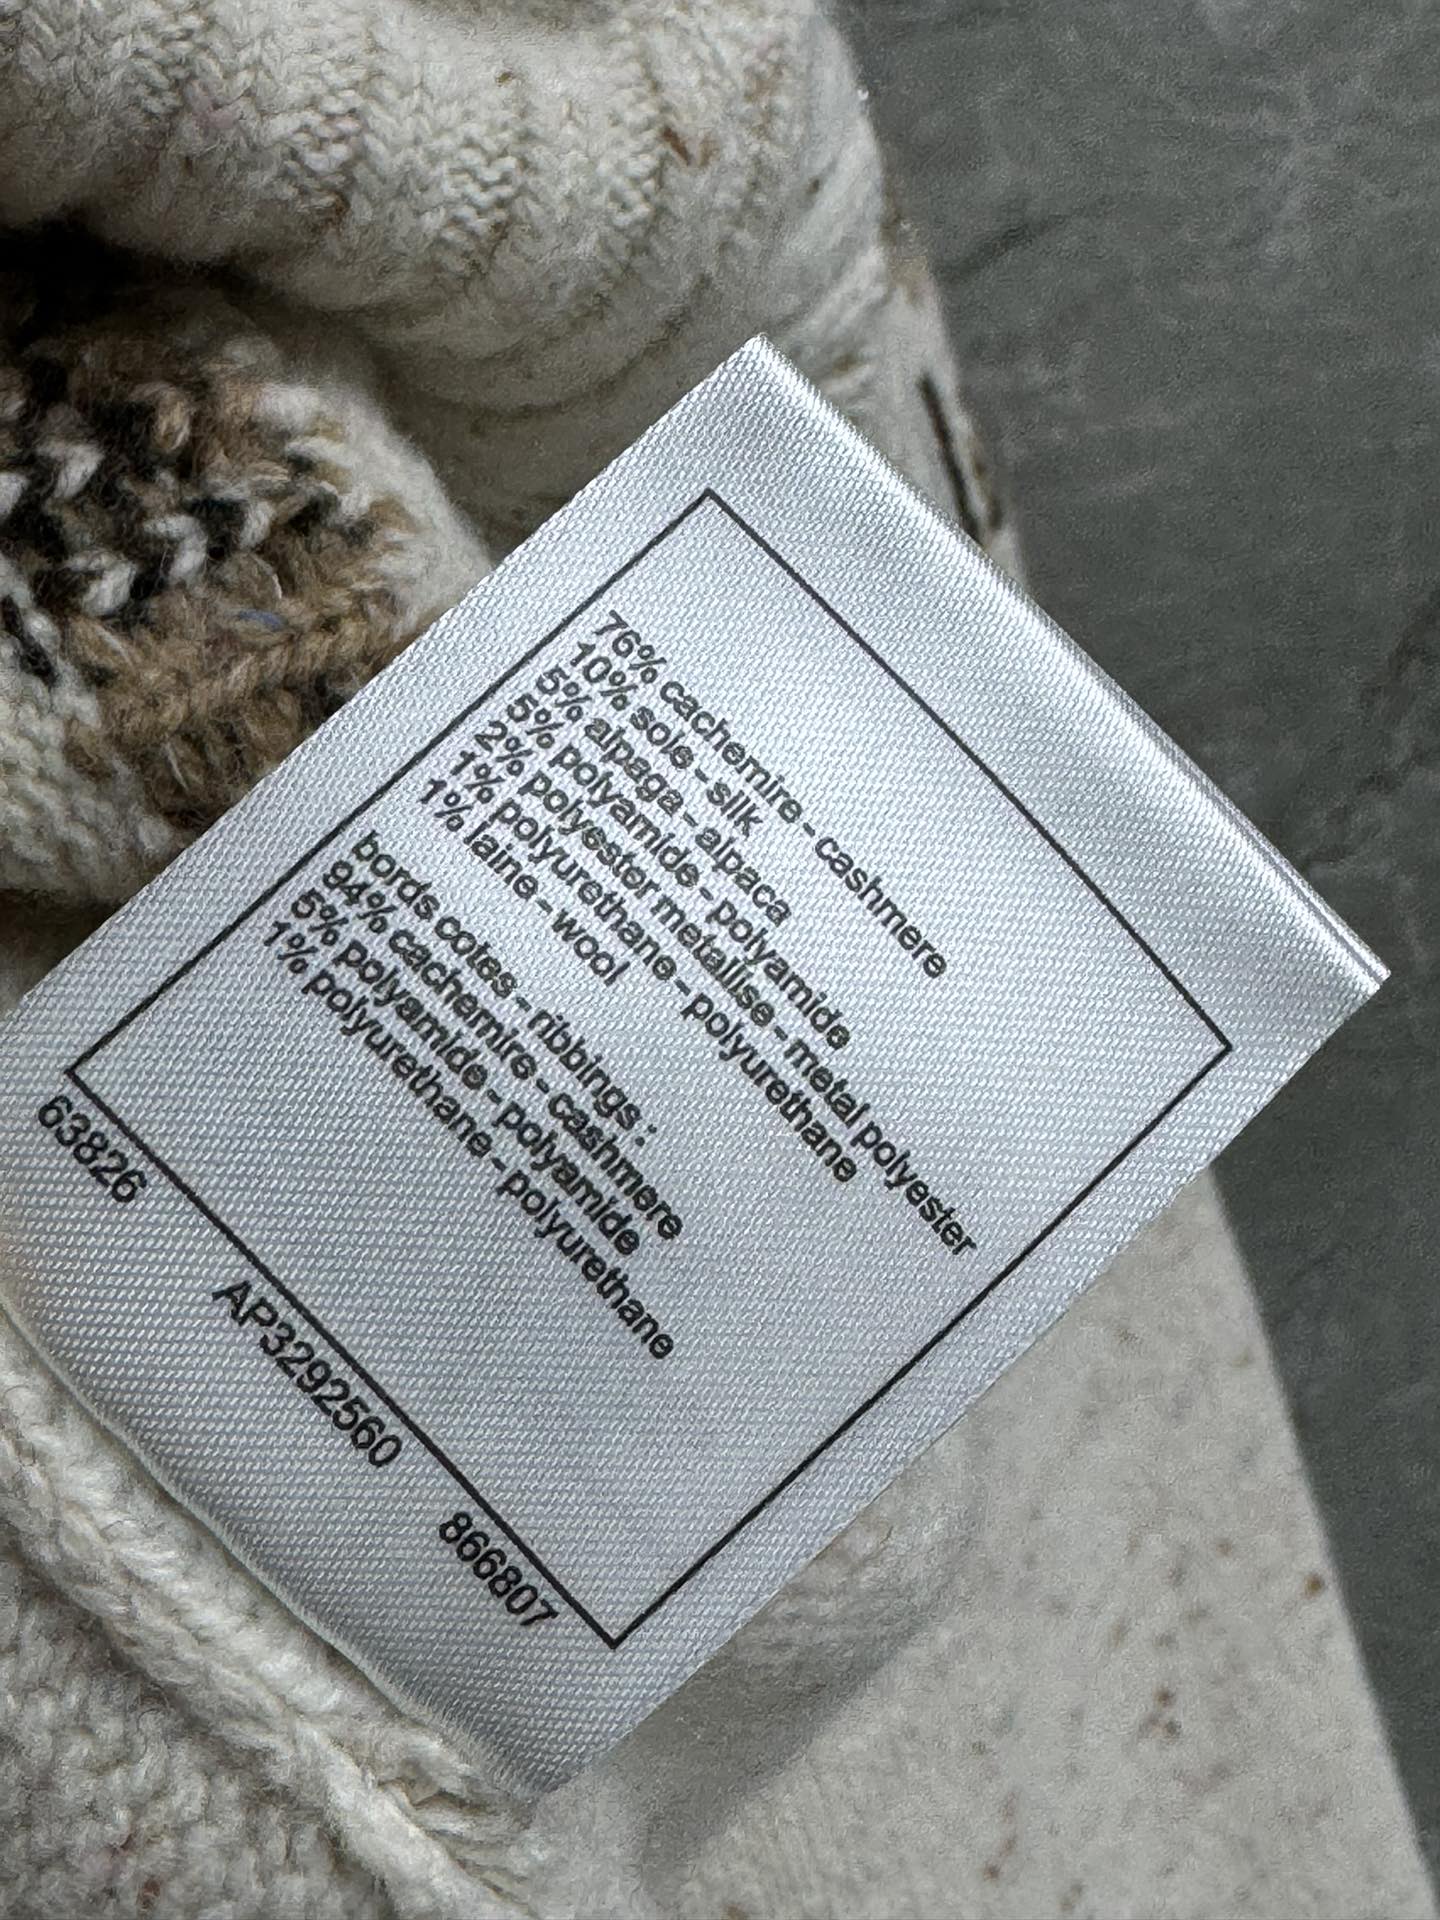 76% cachemire - cashmere
10% soie - silk
5% alpaga - alpaca
5% polyamide - polyamide
2% polyester metallise - metal polyester
1% polyurethane - polyurethane
1% laine - wool
bords cotes - ribbings :
94% cachemire - cashmere
5% polyamide - polyamide
1% polyurethane - polyurethane
63826 AP3292560 866807